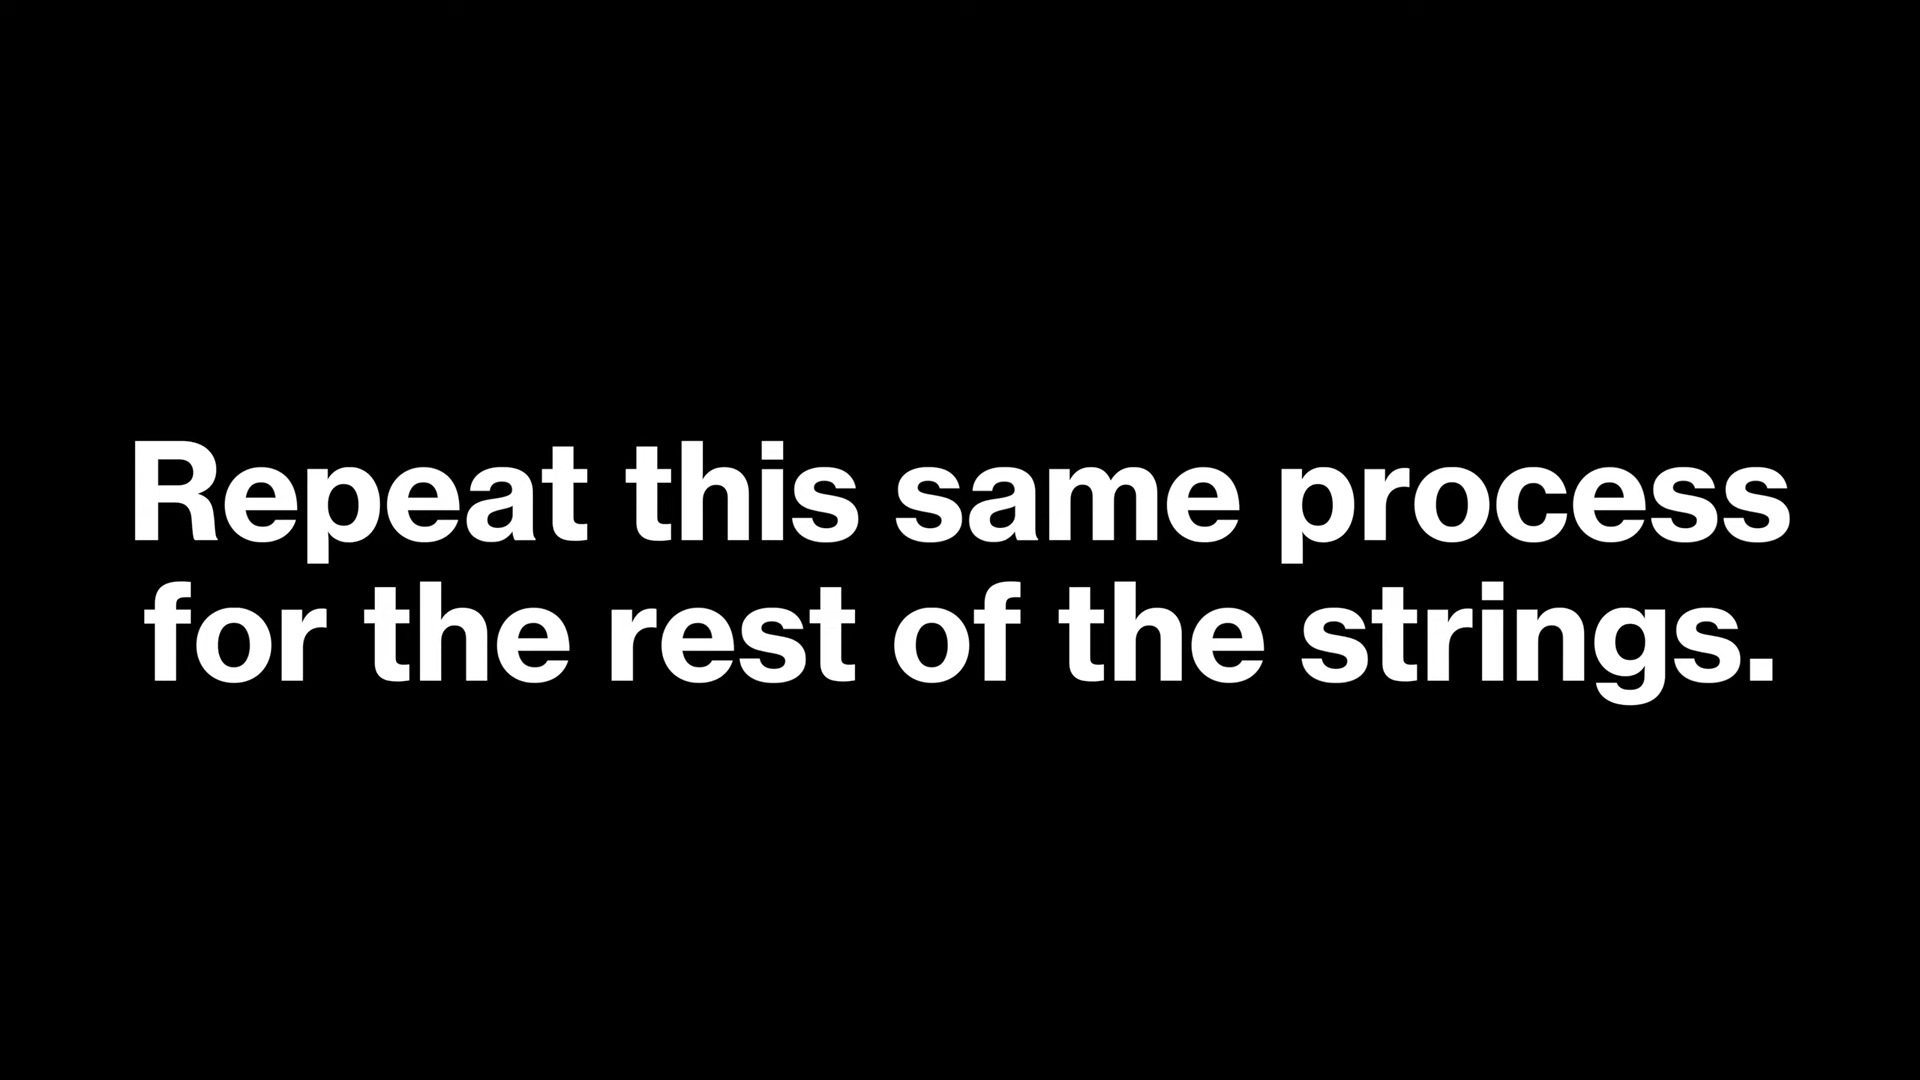 Repeat this same process
for the rest of the strings.